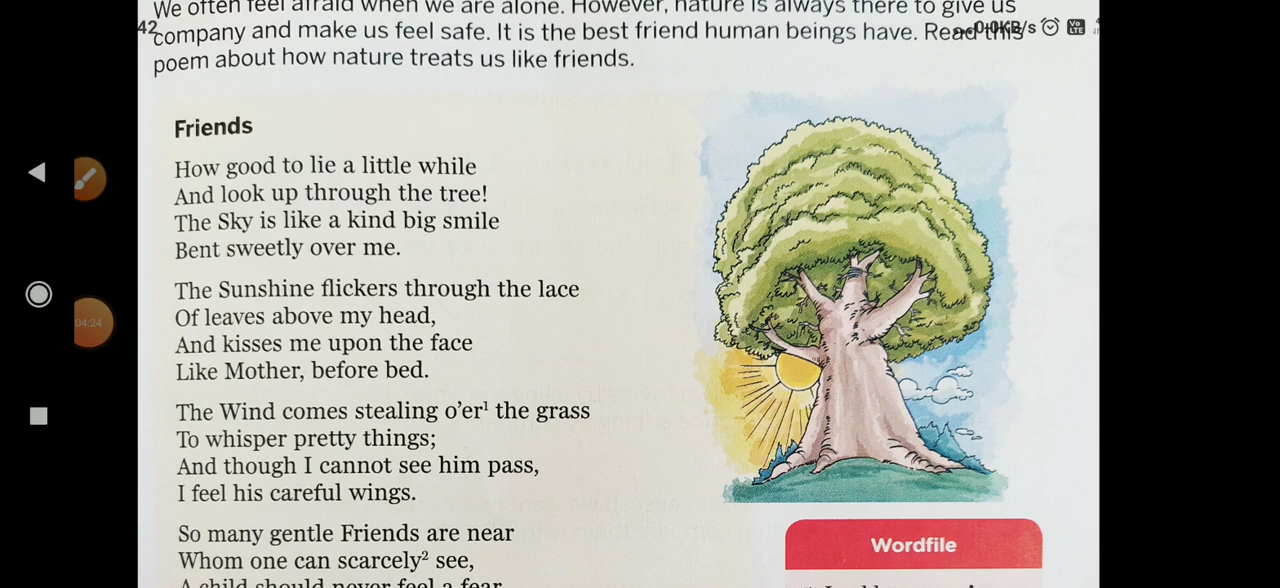 We often feel afraid when we are alone. However, nature is always there to give us
42
company and make us feel safe. It is the best friend human beings have. Read this
0.0KB/s
Vo LTE
poem about how nature treats us like friends.
Friends
How good to lie a little while
And look up through the tree!
The Sky is like a kind big smile
Bent sweetly over me.
The Sunshine flickers through the lace
Of leaves above my head,
And kisses me upon the face
Like Mother, before bed.
04:24
The Wind comes stealing o’er¹ the grass
To whisper pretty things;
And though I cannot see him pass,
I feel his careful wings.
So many gentle Friends are near
Whom one can scarcely² see,
A child should never feel a fear
Wordfile